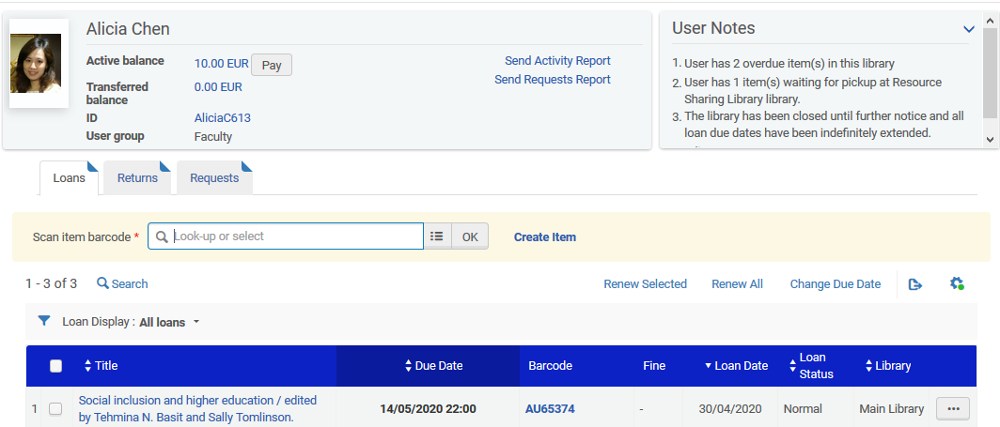 Alicia Chen
Active balance 10.00 EUR Pay
Transferred balance 0.00 EUR
ID AliciaC613
User group Faculty
Send Activity Report
Send Requests Report
User Notes
1. User has 2 overdue item(s) in this library
2. User has 1 item(s) waiting for pickup at Resource
Sharing Library library.
3. The library has been closed until further notice and all
loan due dates have been indefinitely extended.
Loans Returns Requests
Scan item barcode * Look-up or select OK Create Item
1 - 3 of 3 Search Renew Selected Renew All Change Due Date
Loan Display : All loans
Title Due Date Barcode Fine Loan Date Loan Status Library
1 Social inclusion and higher education / edited
by Tehmina N. Basit and Sally Tomlinson.
14/05/2020 22:00 AU65374 - 30/04/2020 Normal Main Library ...